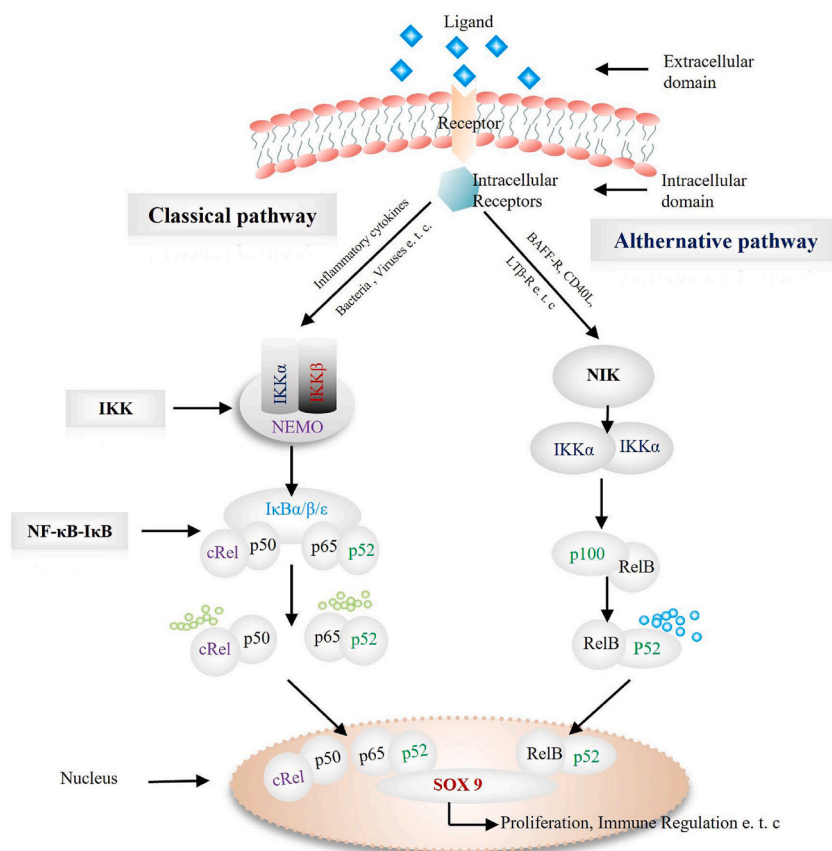 Ligand
Extracellular
domain
Receptor
Intracellular
Receptors
Intracellular
domain
Classical pathway
Althernative pathway
Inflammatory cytokines
Bacteria , Viruses e. t. c.
BAFF-R, CD40L,
LTβ-R e. t. c
IKK
IKKα
IKKβ
NEMO
NIK
IKKα
IKKα
NF-κB-IκB
IκBα/β/ε
cRel
p50
p65
p52
p100
RelB
cRel
p50
p65
p52
RelB
P52
Nucleus
cRel
p50
p65
p52
RelB
p52
SOX 9
Proliferation, Immune Regulation e. t. c